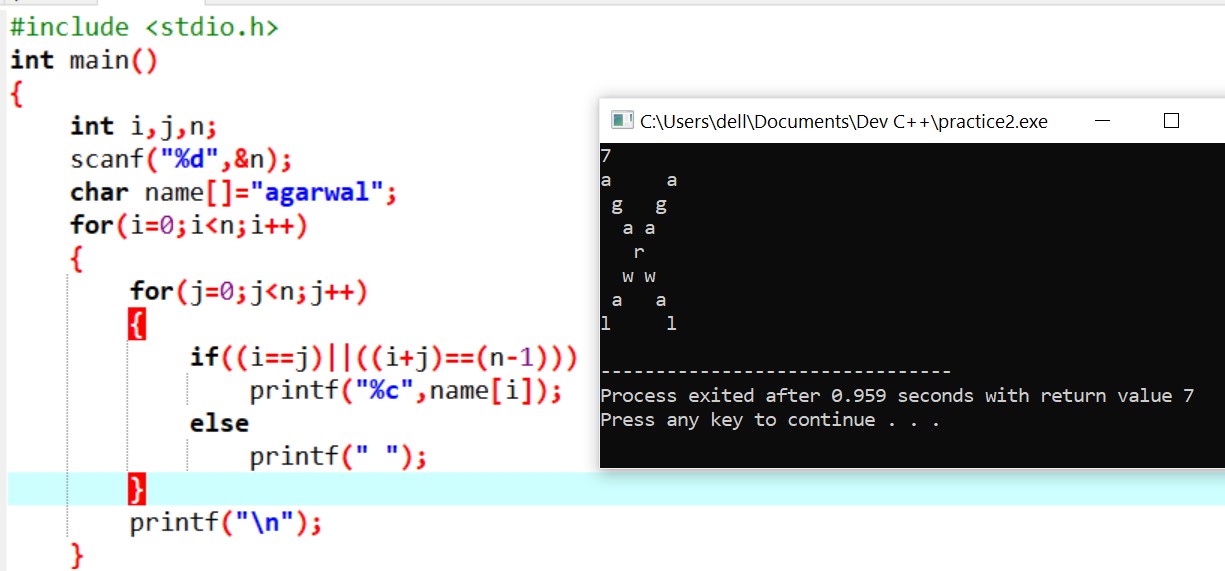 #include <stdio.h>
int main()
{
    int i,j,n;
    scanf("%d",&n);
    char name[]="agarwal";
    for(i=0;i<n;i++)
    {
        for(j=0;j<n;j++)
        {
            if((i==j)||((i+j)==(n-1)))
                printf("%c",name[i]);
            else
                printf(" ");
        }
        printf("\n");
    }
C:\Users\dell\Documents\Dev C++\practice2.exe
7
a     a
 g   g
  a a
   r
  w w
 a   a
l     l
--------------------------------
Process exited after 0.959 seconds with return value 7
Press any key to continue . . .